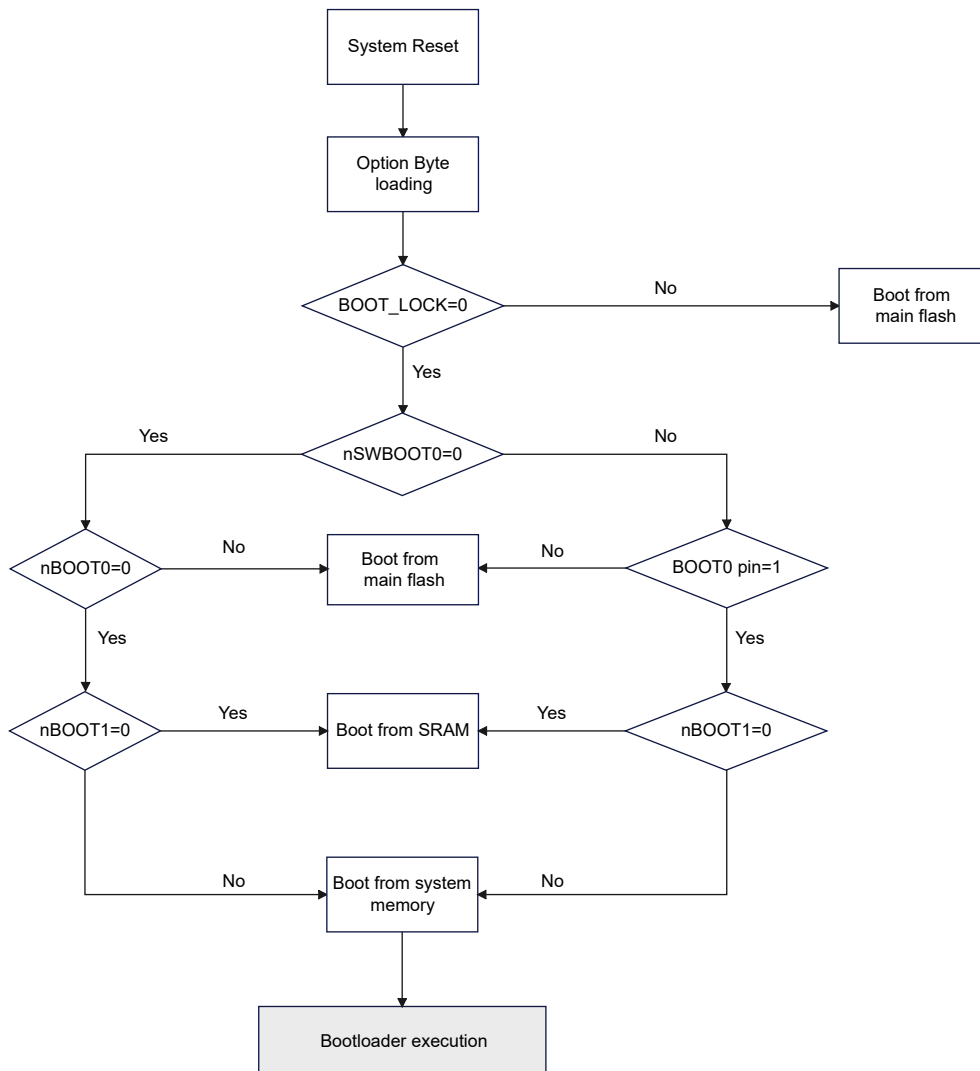 System Reset
Option Byte
loading
BOOT_LOCK=0
No
Boot from
main flash
Yes
Yes
nSWBOOT0=0
No
nBOOT0=0
No
Boot from
main flash
No
BOOT0 pin=1
Yes
Yes
nBOOT1=0
Yes
Boot from SRAM
Yes
nBOOT1=0
No
Boot from system
memory
No
Bootloader execution